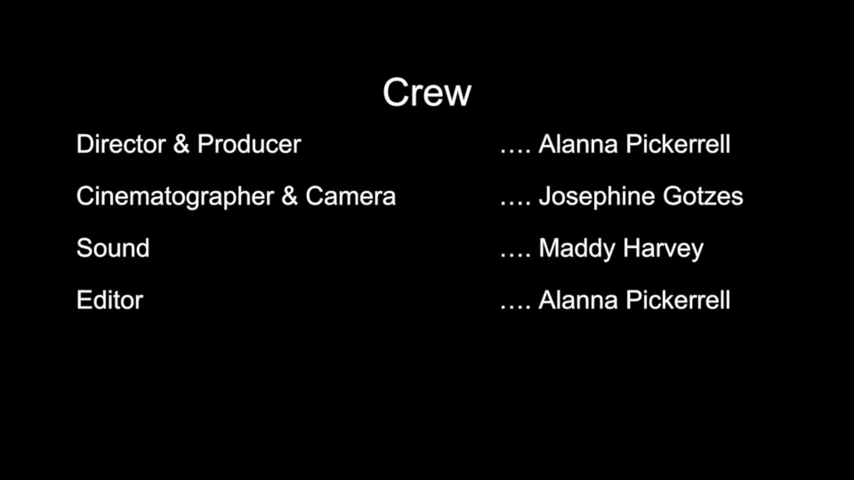 Crew
Director & Producer .... Alanna Pickerrell
Cinematographer & Camera .... Josephine Gotzes
Sound .... Maddy Harvey
Editor .... Alanna Pickerrell